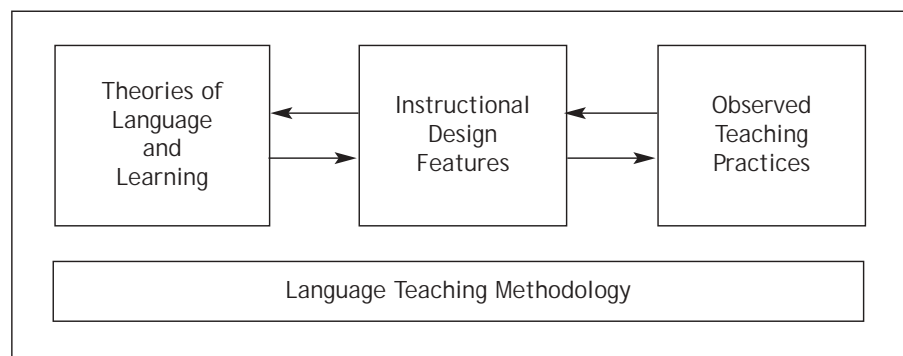 Theories of
Language
and
Learning
Instructional
Design
Features
Observed
Teaching
Practices
Language Teaching Methodology